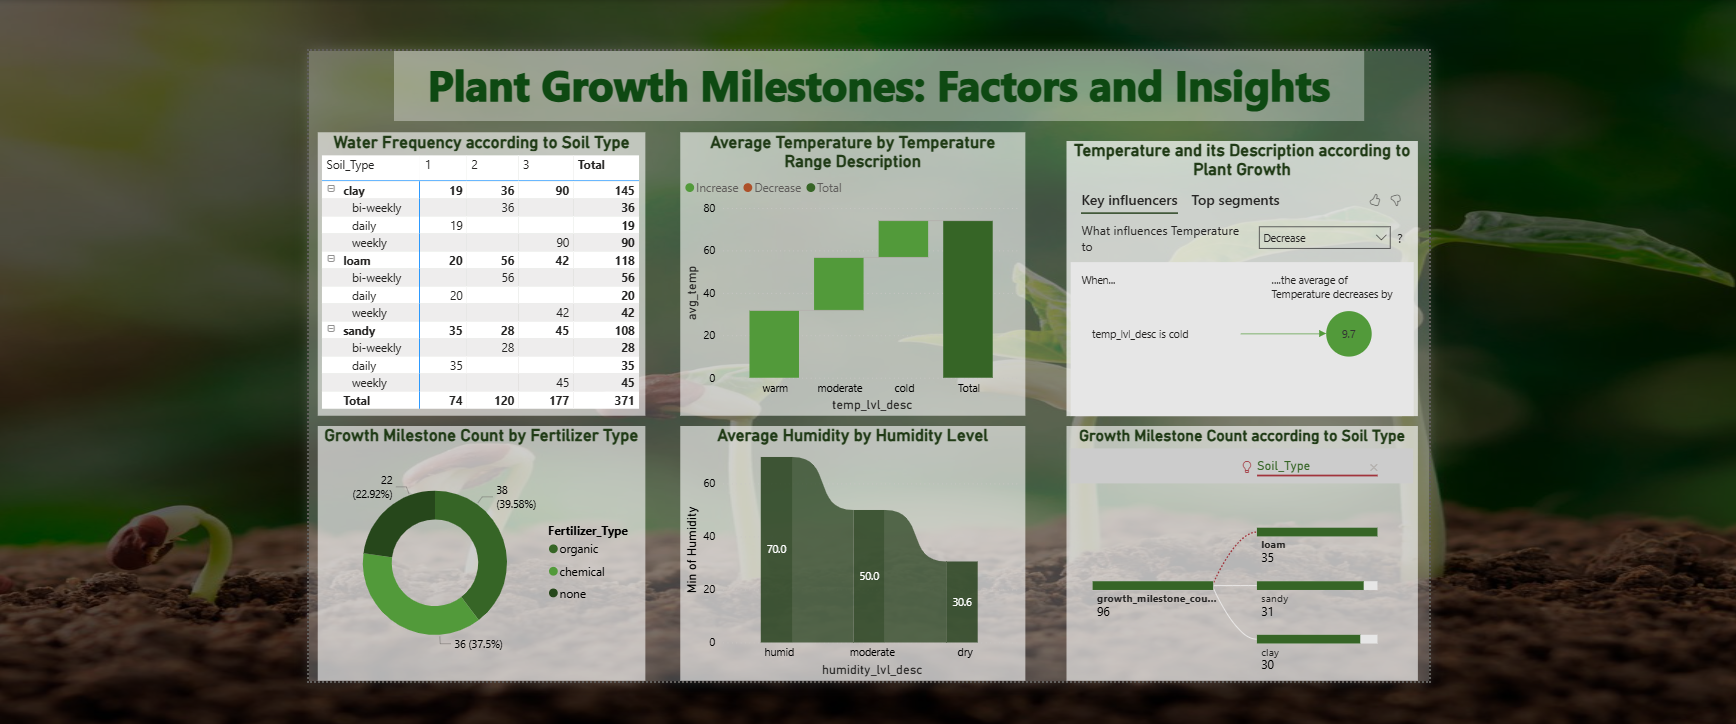 Plant Growth Milestones: Factors and Insights
Water Frequency according to Soil Type
Soil_Type 1 2 3 Total
clay 19 36 90 145
bi-weekly 36 36
daily 19 19
weekly 90 90
loam 20 56 42 118
bi-weekly 56 56
daily 20 20
weekly 42 42
sandy 35 28 45 108
bi-weekly 28 28
daily 35 35
weekly 45 45
Total 74 120 177 371
Average Temperature by Temperature
Range Description
Increase Decrease Total
avg_temp
80
60
40
20
0
warm moderate cold Total
temp_lvl_desc
Temperature and its Description according to
Plant Growth
Key influencers Top segments
What influences Temperature
to
Decrease ?
When...
....the average of
Temperature decreases by
temp_lvl_desc is cold
9.7
Growth Milestone Count by Fertilizer Type
22
(22.92%)
38
(39.58%)
36 (37.5%)
Fertilizer_Type
organic
chemical
none
Average Humidity by Humidity Level
Min of Humidity
60
40
20
0
70.0
50.0
30.6
humid moderate dry
humidity_lvl_desc
Growth Milestone Count according to Soil Type
Soil_Type ×
growth_milestone_cou...
96
loam
35
sandy
31
clay
30